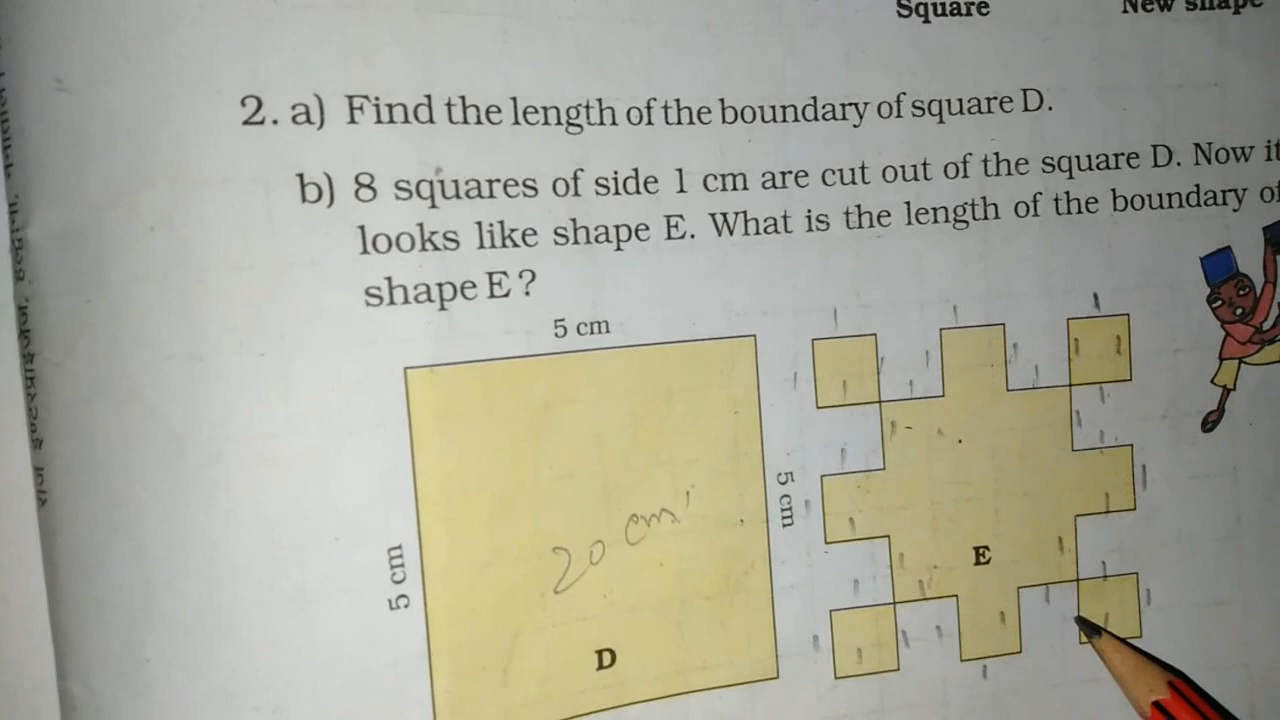 Square
New shape
2. a) Find the length of the boundary of square D.
b) 8 squares of side 1 cm are cut out of the square D. Now it
looks like shape E. What is the length of the boundary of
shape E?
5 cm
5 cm
5 cm
20 cm
D
E